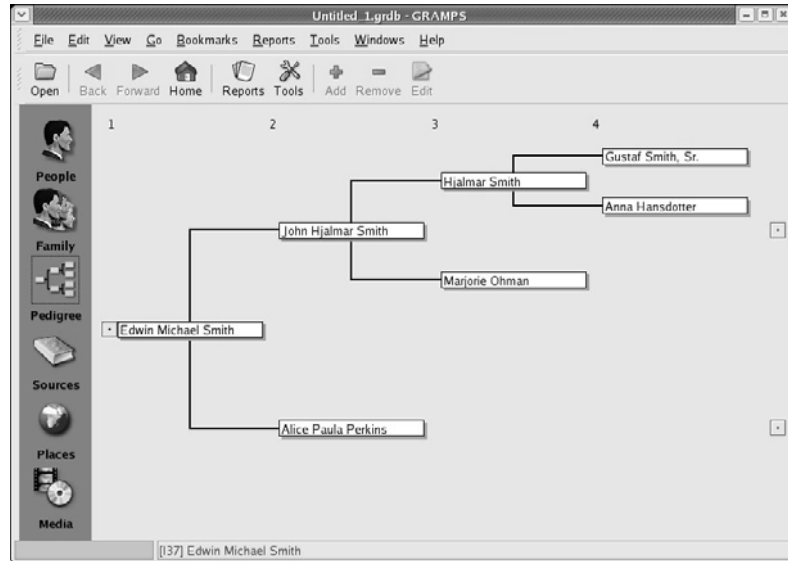 Untitled_1.grdb - GRAMPS
File Edit View Go Bookmarks Reports Tools Windows Help
Open Back Forward Home Reports Tools Add Remove Edit
1 2 3 4
People
Family
Pedigree
Sources
Places
Media
Gustaf Smith, Sr.
Hjalmar Smith
Anna Hansdotter
John Hjalmar Smith
Marjorie Ohman
Edwin Michael Smith
Alice Paula Perkins
[I37] Edwin Michael Smith